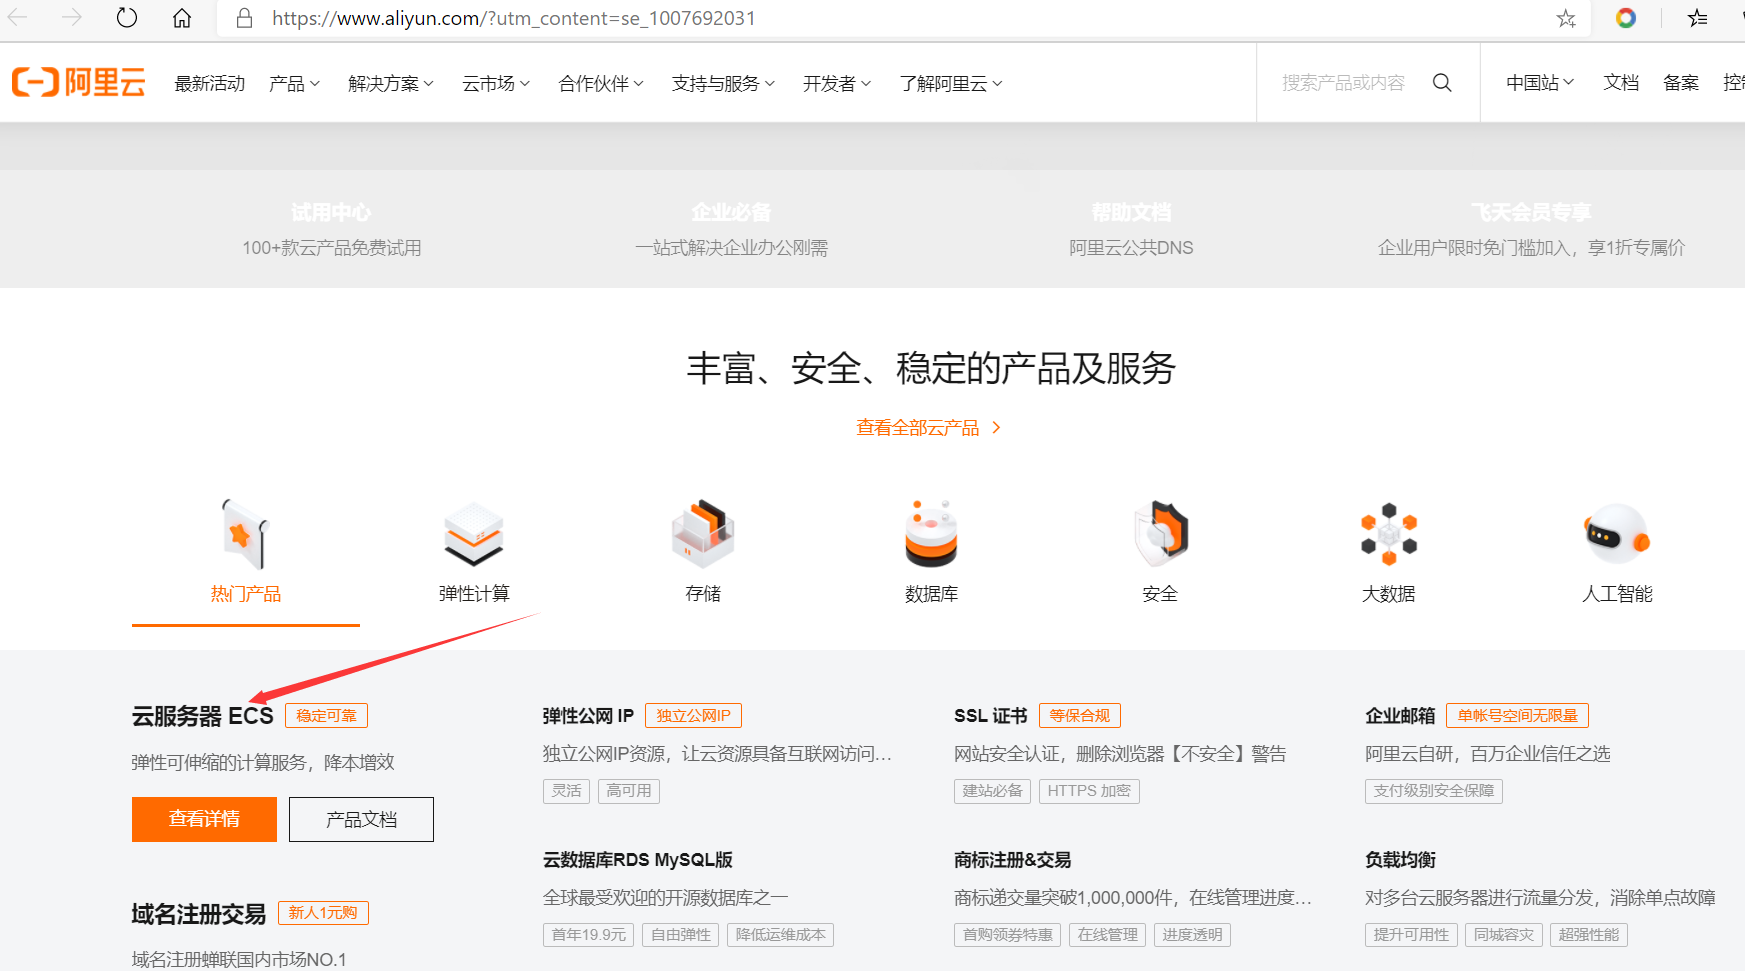 https://www.aliyun.com/?utm_content=se_1007692031
阿里云 最新活动 产品 解决方案 云市场 合作伙伴 支持与服务 开发者 了解阿里云 搜索产品或内容 中国站 文档 备案
试用中心 企业必备 帮助文档 飞天会员专享
100+款云产品免费试用 一站式解决企业办公刚需 阿里云公共DNS 企业用户限时免门槛加入，享1折专属价
丰富、安全、稳定的产品及服务
查看全部云产品
热门产品 弹性计算 存储 数据库 安全 大数据 人工智能
云服务器 ECS 稳定可靠
弹性可伸缩的计算服务，降本增效
查看详情 产品文档
弹性公网 IP 独立公网IP
独立公网IP资源，让云资源具备互联网访问...
灵活 高可用
SSL 证书 等保合规
网站安全认证，删除浏览器【不安全】警告
建站必备 HTTPS 加密
企业邮箱 单帐号空间无限量
阿里云自研，百万企业信任之选
支付级别安全保障
域名注册交易 新人1元购
域名注册蝉联国内市场NO.1
云数据库RDS MySQL版
全球最受欢迎的开源数据库之一
首年19.9元 自由弹性 降低运维成本
商标注册&交易
商标递交量突破1,000,000件，在线管理进度...
首购领券特惠 在线管理 进度透明
负载均衡
对多台云服务器进行流量分发，消除单点故障
提升可用性 同城容灾 超强性能